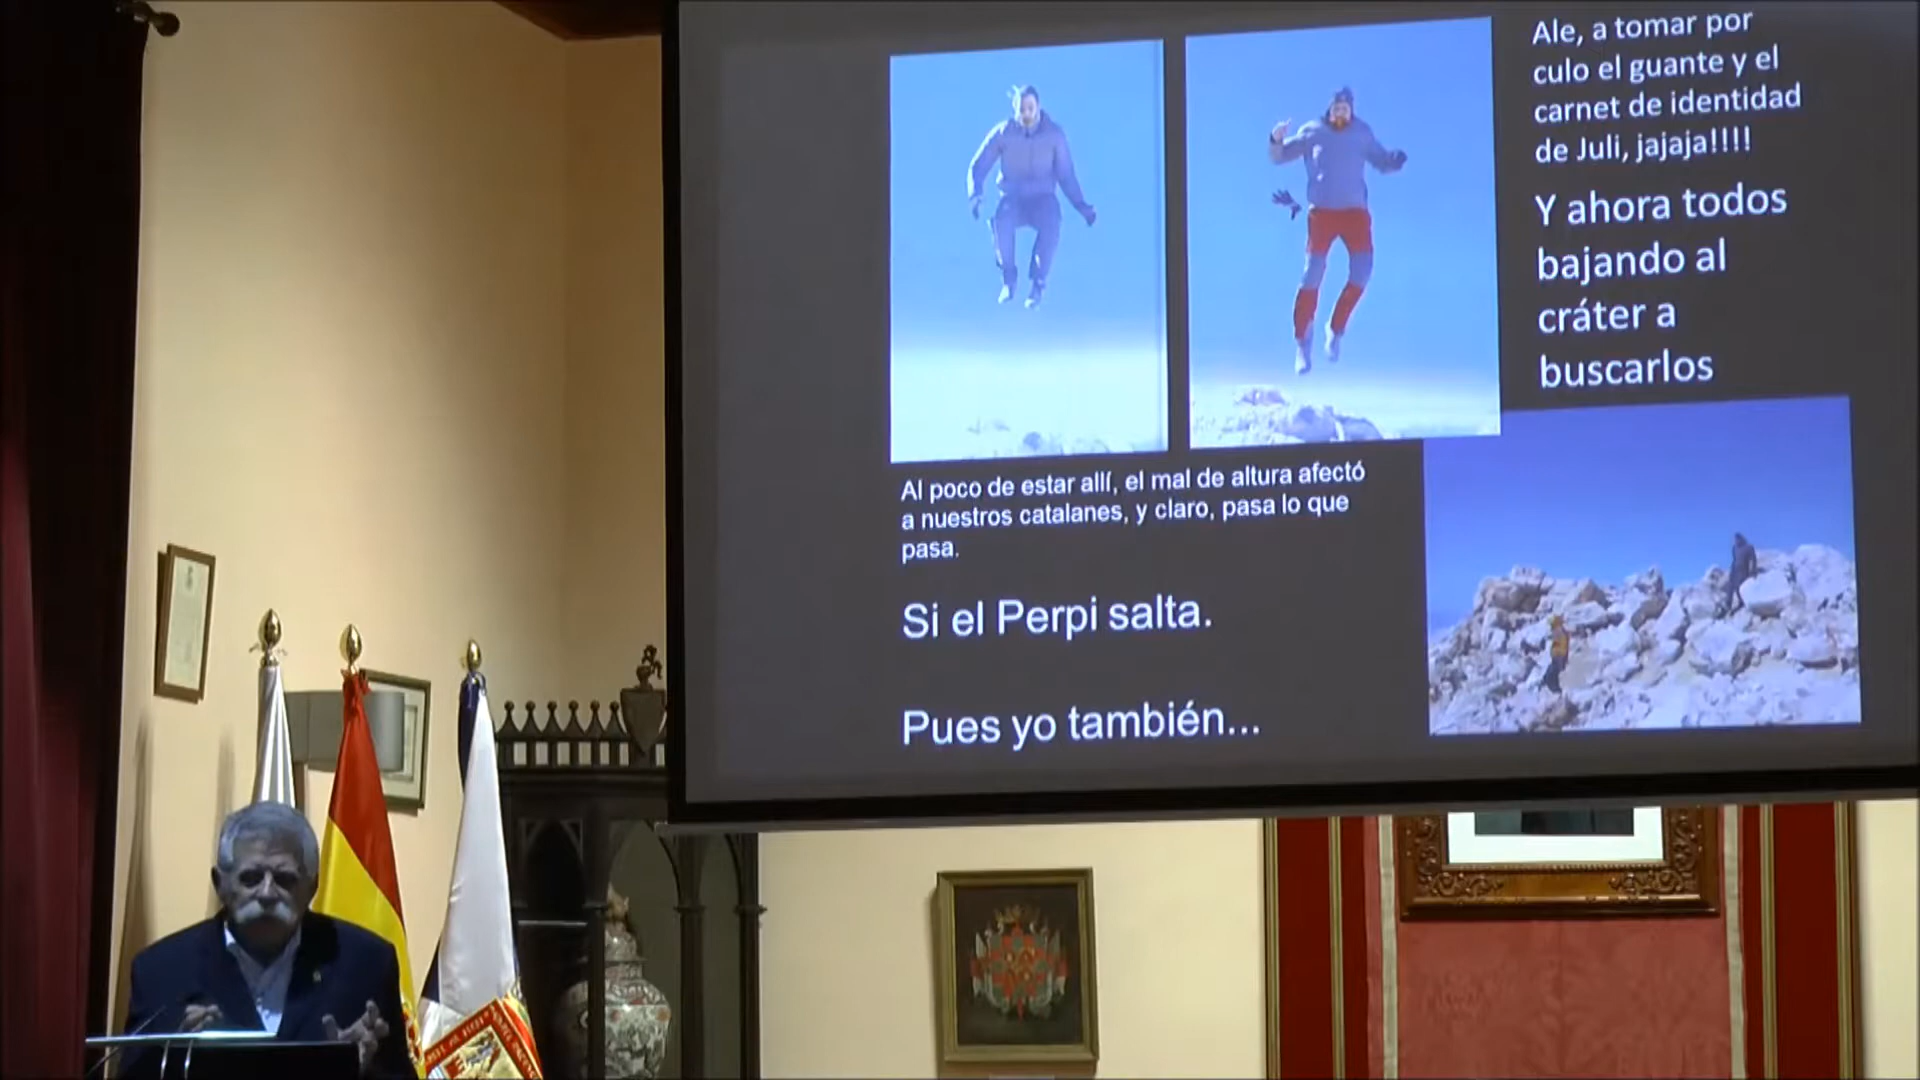 Ale, a tomar por
culo el guante y el
carnet de identidad
de Juli, jajaja!!!!
Y ahora todos
bajando al
cráter a
buscarlos
Al poco de estar allí, el mal de altura afectó
a nuestros catalanes, y claro, pasa lo que
pasa.
Si el Perpi salta.
Pues yo también...